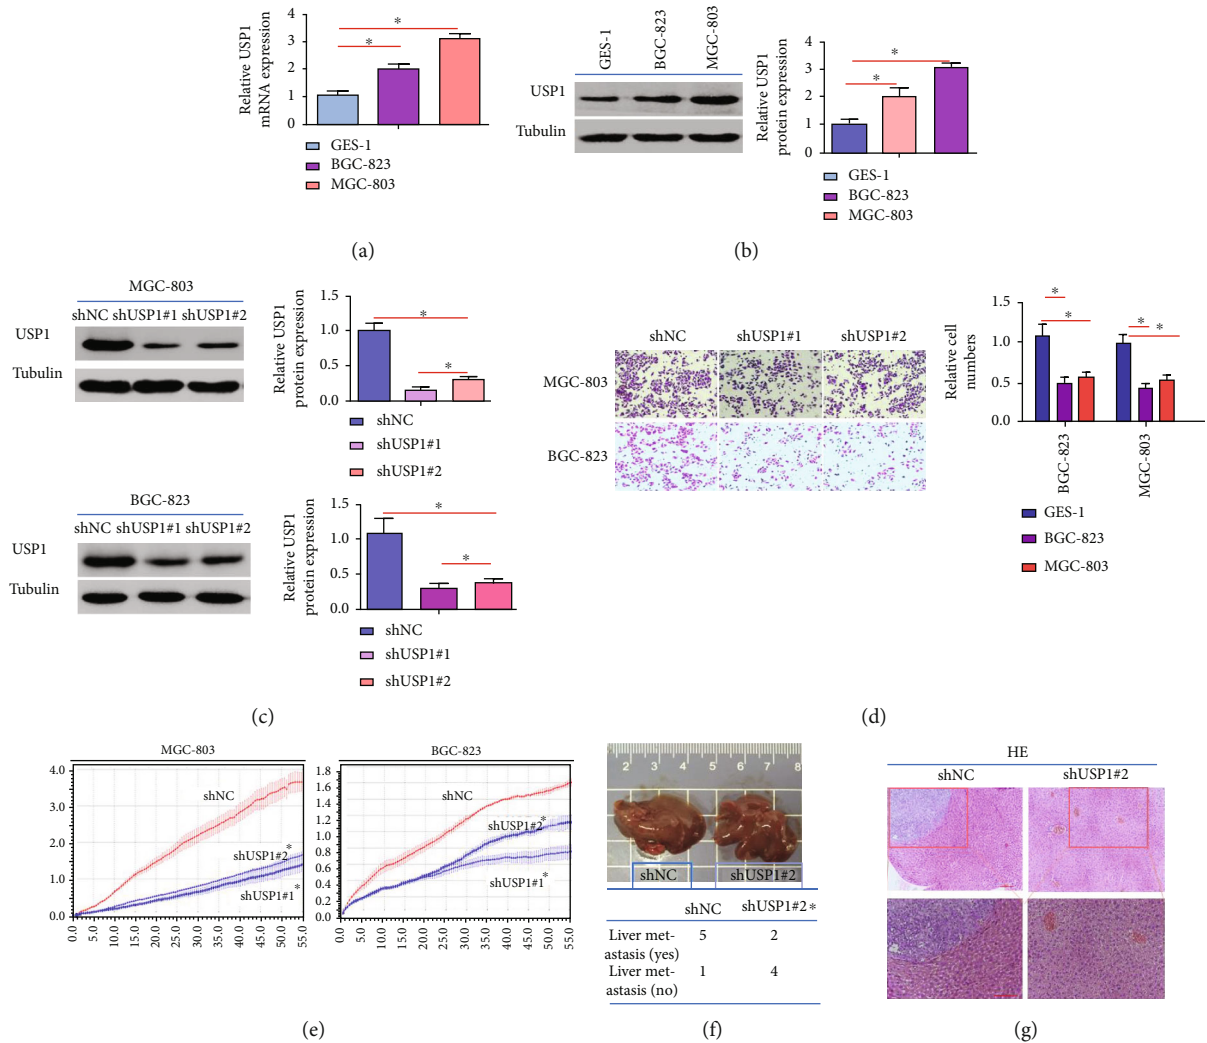 Relative USP1
mRNA expression
4
3
2
1
0
*
*
GES-1
BGC-823
MGC-803
(a)
GES-1
BGC-823
MGC-803
USP1
Tubulin
Relative USP1
protein expression
4
3
2
1
0
*
*
GES-1
BGC-823
MGC-803
(b)
MGC-803
shNC shUSP1#1 shUSP1#2
USP1
Tubulin
Relative USP1
protein expression
1.5
1.0
0.5
0.0
*
*
shNC
shUSP1#1
shUSP1#2
BGC-823
shNC shUSP1#1 shUSP1#2
USP1
Tubulin
Relative USP1
protein expression
1.5
1.0
0.5
0.0
*
*
shNC
shUSP1#1
shUSP1#2
(c)
shNC shUSP1#1 shUSP1#2
MGC-803
BGC-823
Relative cell
numbers
1.5
1.0
0.5
0.0
*
*
*
*
BGC-823
MGC-803
GES-1
BGC-823
MGC-803
(d)
MGC-803
4.0
3.0
2.0
1.0
0.0
shNC
shUSP1#2*
shUSP1#1*
0.0 5.0 10.0 15.0 20.0 25.0 30.0 35.0 40.0 45.0 50.0 55.0
BGC-823
1.8
1.6
1.4
1.2
1.0
0.8
0.6
0.4
0.2
0.0
shNC
shUSP1#2*
shUSP1#1*
0.0 5.0 10.0 15.0 20.0 25.0 30.0 35.0 40.0 45.0 50.0 55.0
(e)
2 3 4 5 6 7 8
shNC shUSP1#2
shNC shUSP1#2*
Liver met-
astasis (yes) 5 2
Liver met-
astasis (no) 1 4
(f)
HE
shNC shUSP1#2
(g)